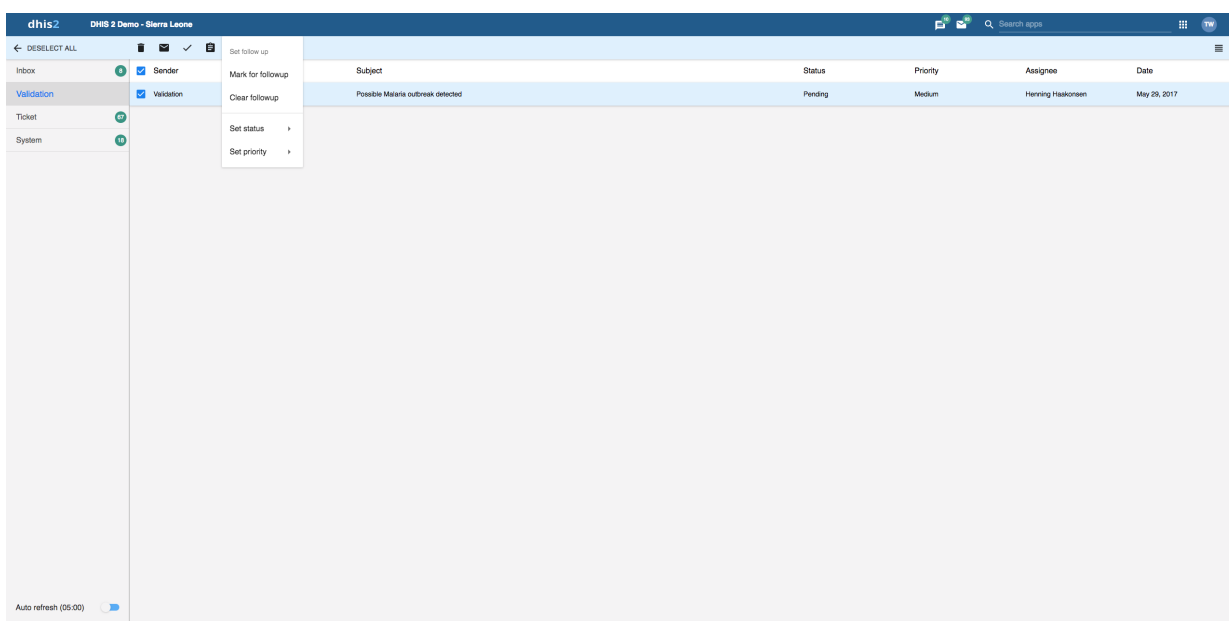 dhis2 DHIS 2 Demo - Sierra Leone Search apps TW
DESELECT ALL
Set follow up
Mark for followup
Clear followup
Set status
Set priority
Inbox 8
Validation
Ticket 67
System 18
Sender Subject Status Priority Assignee Date
Validation Possible Malaria outbreak detected Pending Medium Henning Haakonsen May 29, 2017
Auto refresh (05:00)